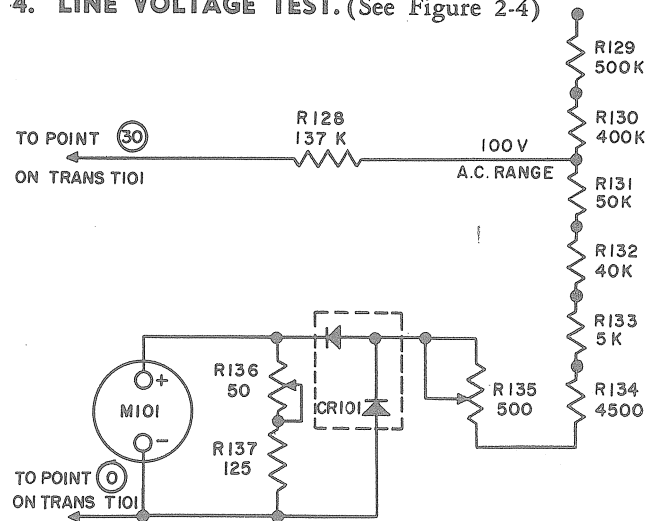 4. LINE VOLTAGE TEST. (See Figure 2-4)
R129
500K
R130
400K
R128
137 K
TO POINT 30
ON TRANS T101
100V
A.C. RANGE
R131
50K
R132
40K
R133
5K
R134
4500
R136
50
CR101
R135
500
+
M101
-
R137
125
TO POINT 0
ON TRANS T101